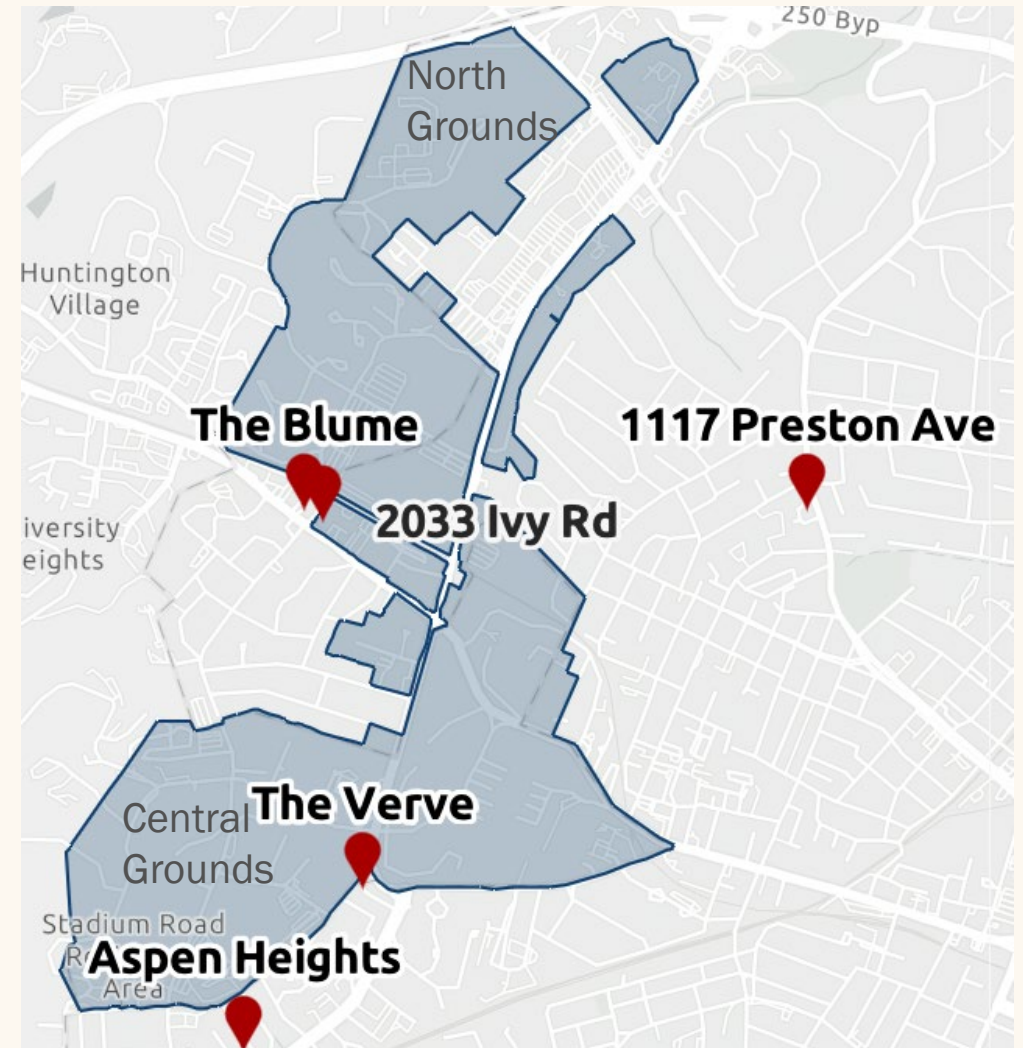 250 Byp
North
Grounds
Huntington
Village
The Blume
1117 Preston Ave
2033 Ivy Rd
iversity
eights
The Verve
Central
Grounds
Stadium Road
Aspen Heights
Area